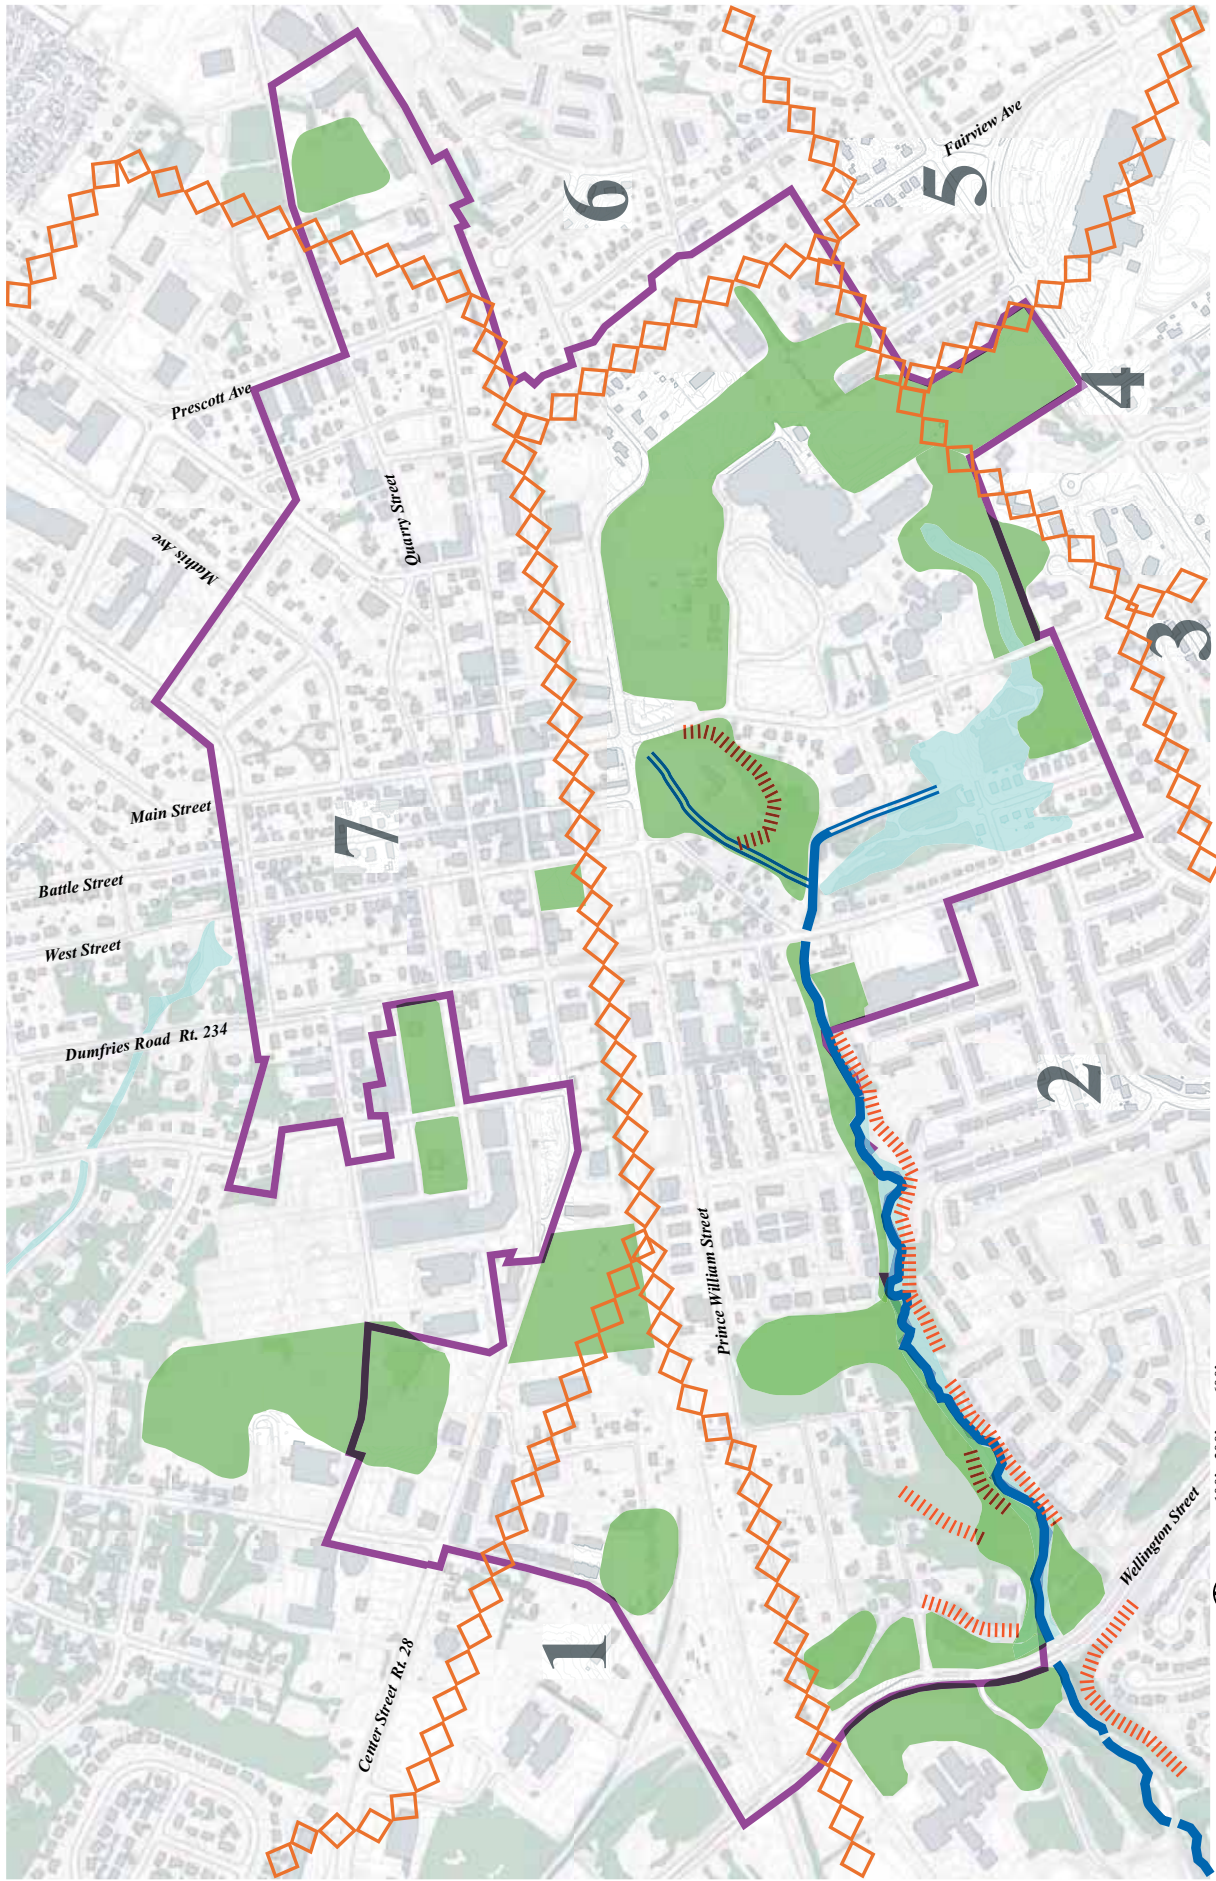 Fairview Ave
6
5
Prescott Ave
4
Quarry Street
Mathis Ave
3
Main Street
7
Battle Street
West Street
Dumfries Road Rt. 234
2
Prince William Street
Wellington Street
1
Center Street Rt. 28